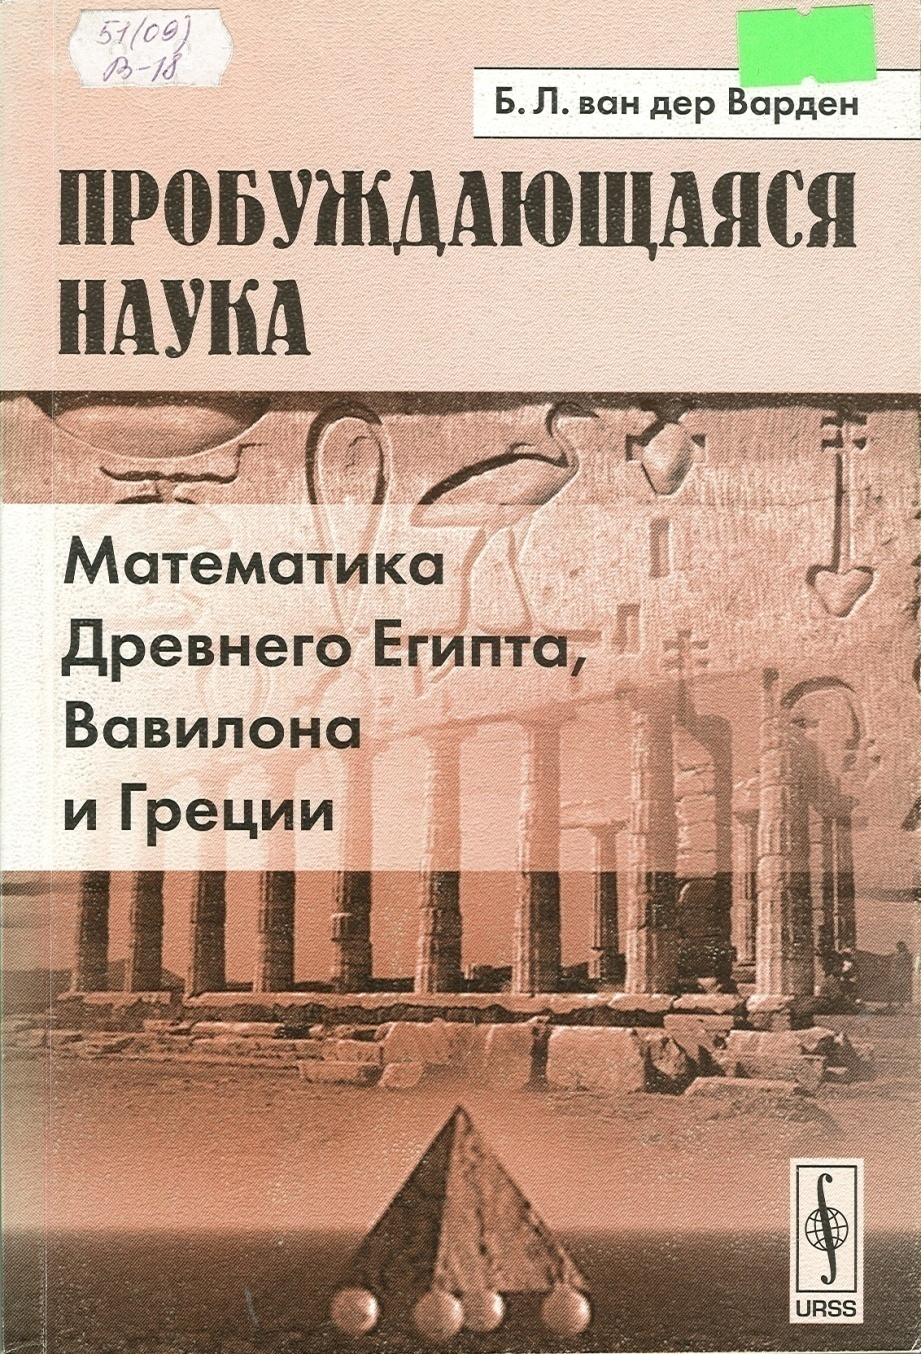 51(09)
В-18
Б. Л. ван дер Варден
ПРОБУЖДАЮЩАЯСЯ
НАУКА
Математика
Древнего Египта,
Вавилона
и Греции
URSS